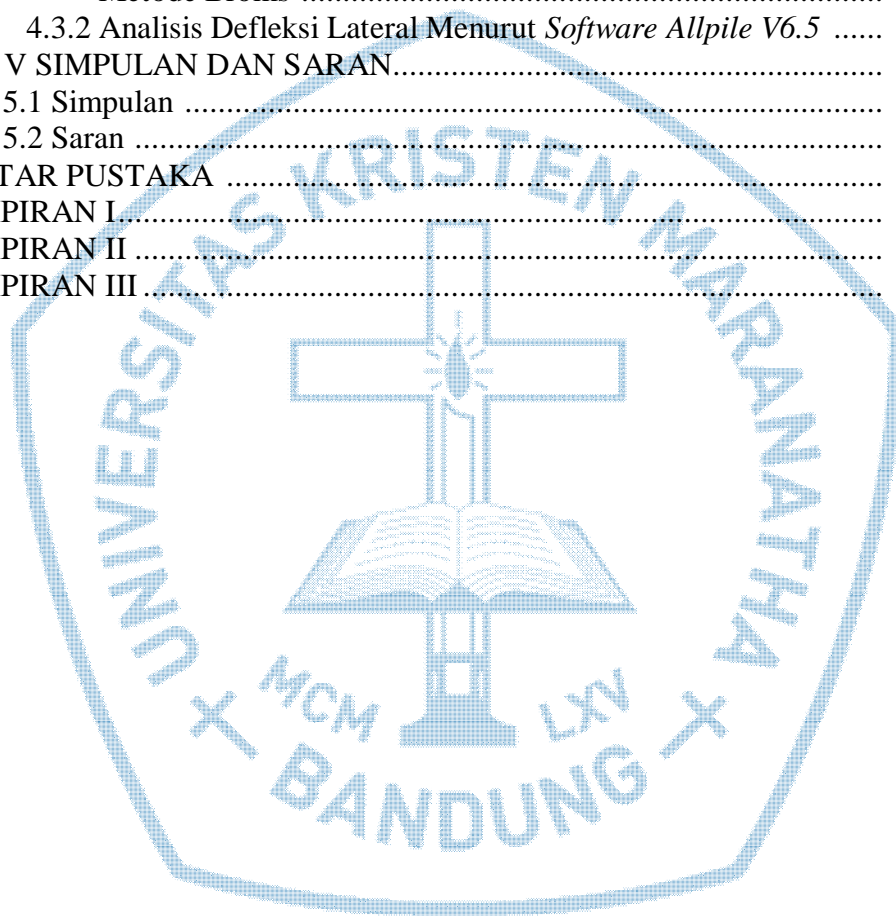 Metode Broms ......................................................................
4.3.2 Analisis Defleksi Lateral Menurut Software Allpile V6.5 ......
V SIMPULAN DAN SARAN...........................................................
5.1 Simpulan ....................................................................................
5.2 Saran ..........................................................................................
TAR PUSTAKA ...............................................................................
PIRAN I............................................................................................
PIRAN II ..........................................................................................
PIRAN III .........................................................................................
UNIVERSITAS KRISTEN MARANATHA
MCM LXV
BANDUNG